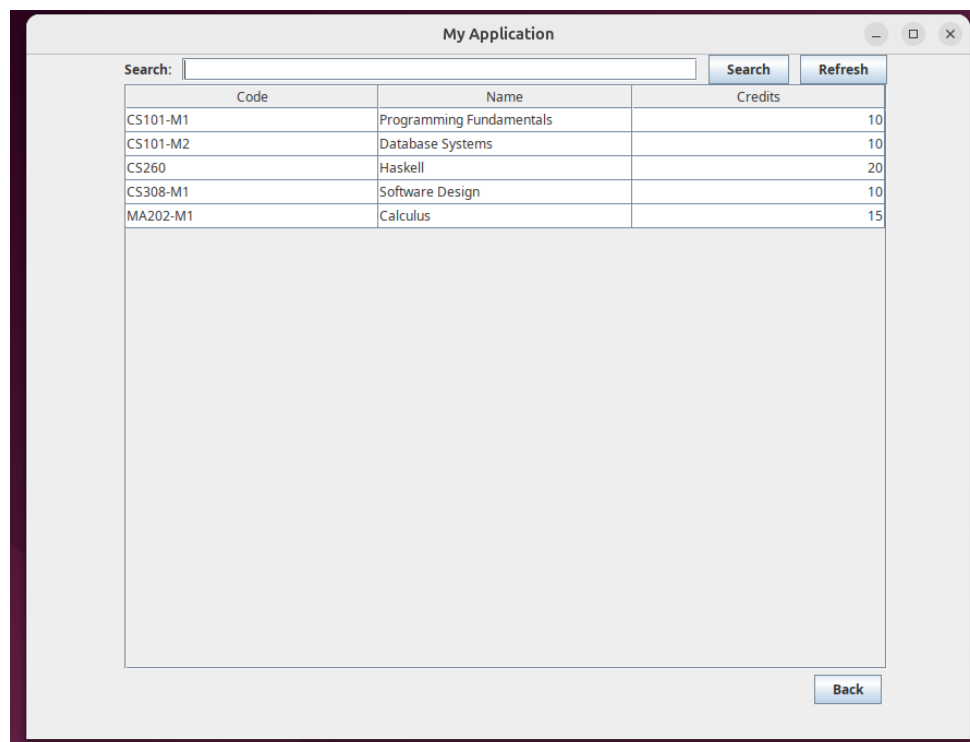 My Application
Search: Search Refresh
Code Name Credits
CS101-M1 Programming Fundamentals 10
CS101-M2 Database Systems 10
CS260 Haskell 20
CS308-M1 Software Design 10
MA202-M1 Calculus 15
Back